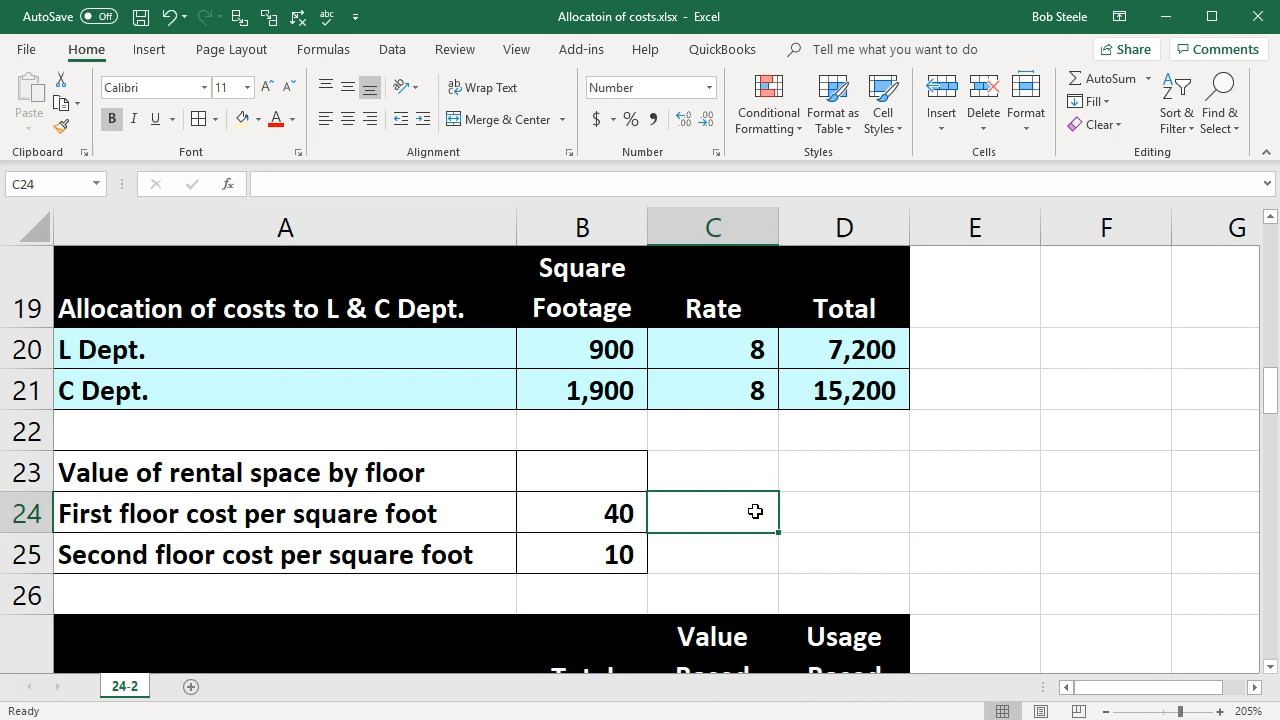 AutoSave Off Allocatoin of costs.xlsx - Excel Bob Steele
File Home Insert Page Layout Formulas Data Review View Add-ins Help QuickBooks Tell me what you want to do Share Comments
Paste
Clipboard
Calibri 11
B I U
Font
Wrap Text
Merge & Center
Alignment
Number
$ % ,
Number
Conditional Formatting
Format as Table
Cell Styles
Styles
Insert Delete Format
Cells
AutoSum
Fill
Clear
Sort & Filter
Find & Select
Editing
C24 fx
A B C D E F G
19 Allocation of costs to L & C Dept. Square Footage Rate Total
20 L Dept. 900 8 7,200
21 C Dept. 1,900 8 15,200
22
23 Value of rental space by floor
24 First floor cost per square foot 40
25 Second floor cost per square foot 10
26
Value Usage
24-2
Ready 205%